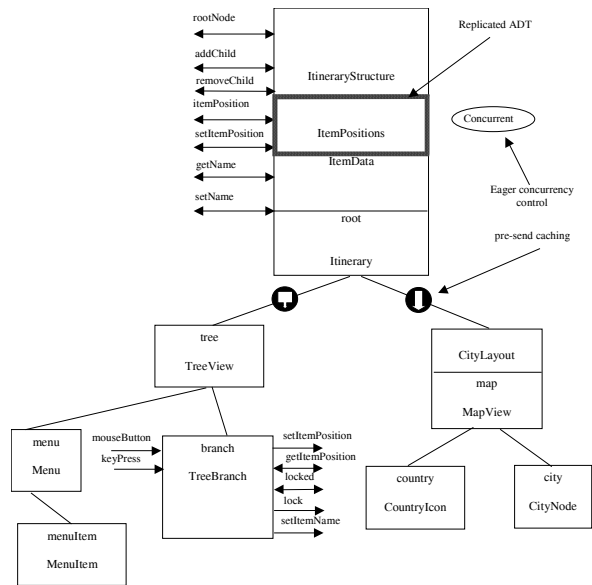 rootNode
addChild
removeChild
itemPosition
setItemPosition
getName
setName
ItineraryStructure
ItemPositions
ItemData
root
Itinerary
Replicated ADT
Concurrent
Eager concurrency
control
pre-send caching
tree
TreeView
CityLayout
map
MapView
menu
Menu
mouseButton
keyPress
branch
TreeBranch
setItemPosition
getItemPosition
locked
lock
setItemName
country
CountryIcon
city
CityNode
menuItem
MenuItem